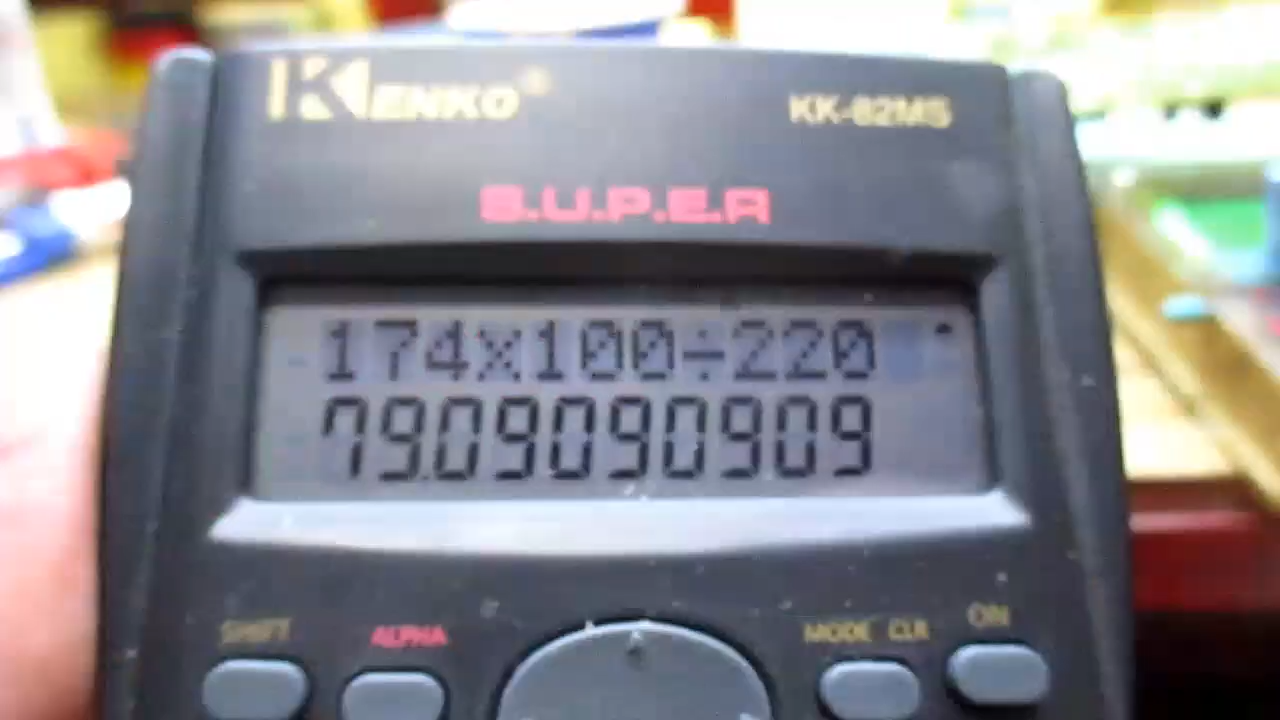 KENKO®
KK-82MS
S.U.P.E.R
174x100÷220
79.09090909
SHIFT
ALPHA
MODE CLR
ON